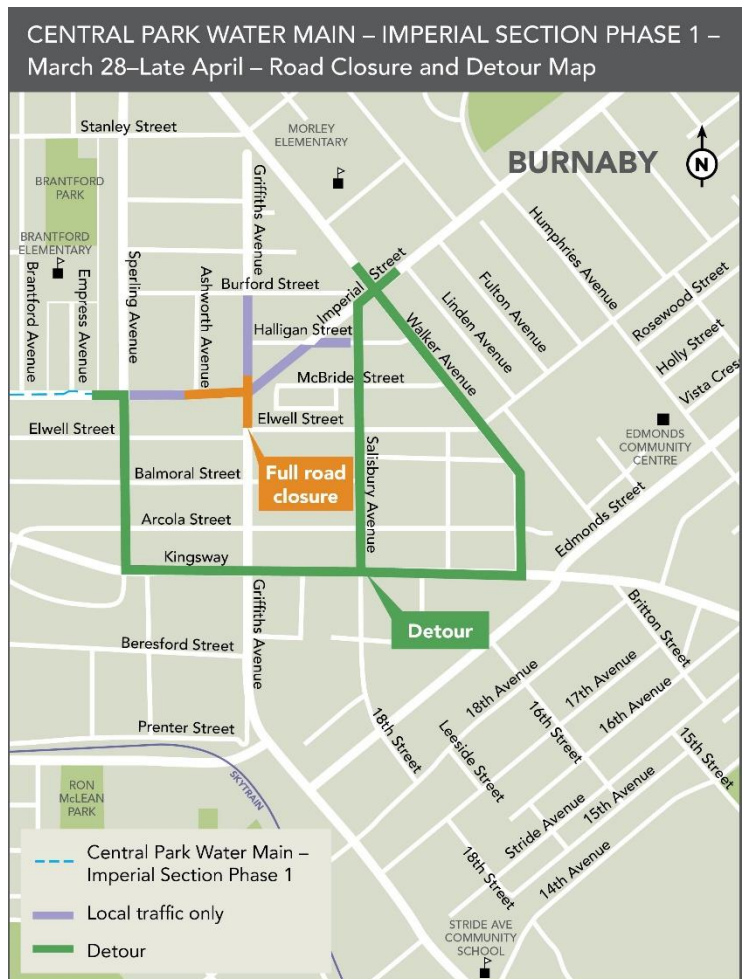 CENTRAL PARK WATER MAIN – IMPERIAL SECTION PHASE 1 –
March 28–Late April – Road Closure and Detour Map
Stanley Street
MORLEY
ELEMENTARY
BURNABY
N
BRANTFORD
PARK
Griffiths Avenue
BRANTFORD
ELEMENTARY
Brantford Avenue
Empress Avenue
Sperling Avenue
Ashworth Avenue
Burford Street
Imperial Street
Halligan Street
McBride Street
Walker Avenue
Linden Avenue
Fulton Avenue
Humphries Avenue
Rosewood Street
Holly Street
Vista Cres
Elwell Street
Elwell Street
EDMONDS
COMMUNITY
CENTRE
Full road
closure
Balmoral Street
Salisbury Avenue
Arcola Street
Edmonds Street
Kingsway
Detour
Griffiths Avenue
Beresford Street
Britton Street
18th Avenue
17th Avenue
16th Avenue
16th Street
15th Street
Prenter Street
18th Street
Leeside Street
SKYTRAIN
Stride Avenue
15th Avenue
14th Avenue
18th Street
RON
McLEAN
PARK
STRIDE AVE
COMMUNITY
SCHOOL
Central Park Water Main –
Imperial Section Phase 1
Local traffic only
Detour